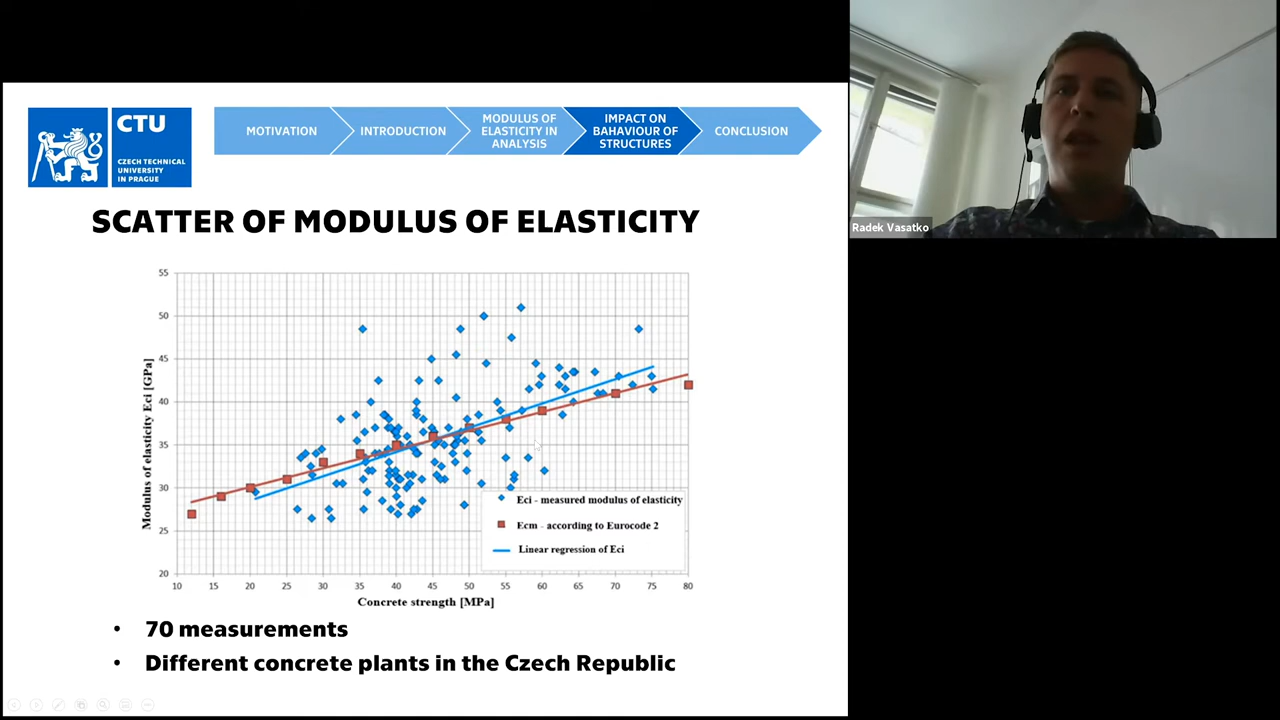 CTU
CZECH TECHNICAL
UNIVERSITY
IN PRAGUE
MOTIVATION
INTRODUCTION
MODULUS OF
ELASTICITY IN
ANALYSIS
IMPACT ON
BAHAVIOUR OF
STRUCTURES
CONCLUSION
Radek Vasatko
SCATTER OF MODULUS OF ELASTICITY
Modulus of elasticity Eci [GPa]
55
50
45
40
35
30
25
20
Eci - measured modulus of elasticity
Ecm - according to Eurocode 2
Linear regression of Eci
10 15 20 25 30 35 40 45 50 55 60 65 70 75 80
Concrete strength [MPa]
• 70 measurements
• Different concrete plants in the Czech Republic